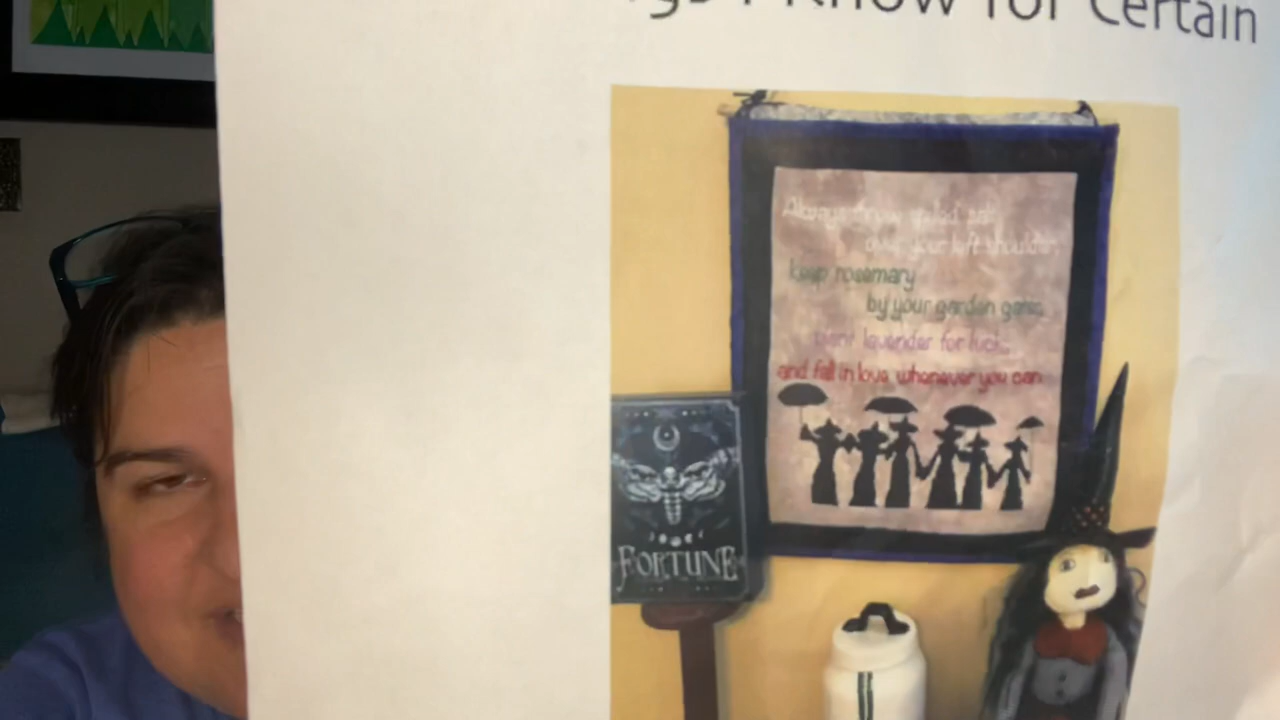 I Know for Certain
Always throw spilled salt
over your left shoulder
keep rosemary
by your garden gate
plant lavender for luck
and fall in love whenever you can
FORTUNE